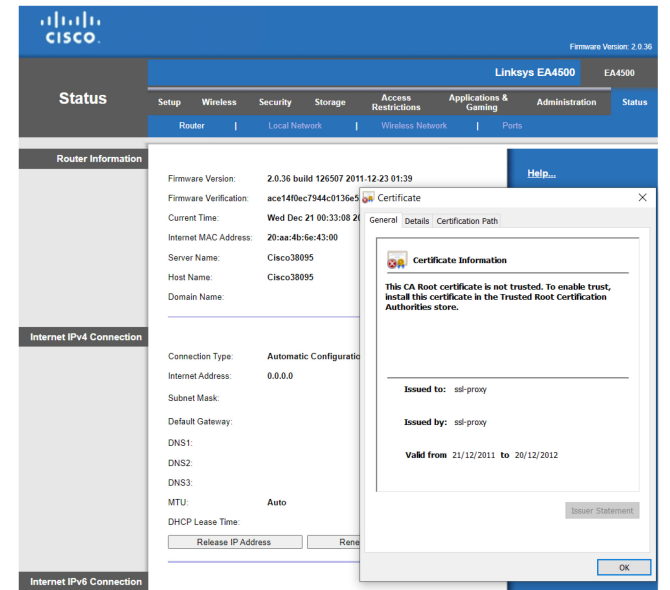 CISCO.
Firmware Version: 2.0.36
Linksys EA4500 EA4500
Status
Setup Wireless Security Storage Access Restrictions Applications & Gaming Administration Status
Router | Local Network | Wireless Network | Ports
Router Information
Help...
Firmware Version: 2.0.36 build 126507 2011-12-23 01:39
Firmware Verification: ace14f0ec7944c0136e5
Current Time: Wed Dec 21 00:33:08 20
Internet MAC Address: 20:aa:4b:6e:43:00
Server Name: Cisco38095
Host Name: Cisco38095
Domain Name:
Internet IPv4 Connection
Connection Type: Automatic Configuratio
Internet Address: 0.0.0.0
Subnet Mask:
Default Gateway:
DNS1:
DNS2:
DNS3:
MTU: Auto
DHCP Lease Time:
Release IP Address Rene
Internet IPv6 Connection
Certificate
General Details Certification Path
Certificate Information
This CA Root certificate is not trusted. To enable trust,
install this certificate in the Trusted Root Certification
Authorities store.
Issued to: ssl-proxy
Issued by: ssl-proxy
Valid from 21/12/2011 to 20/12/2012
Issuer Statement
OK